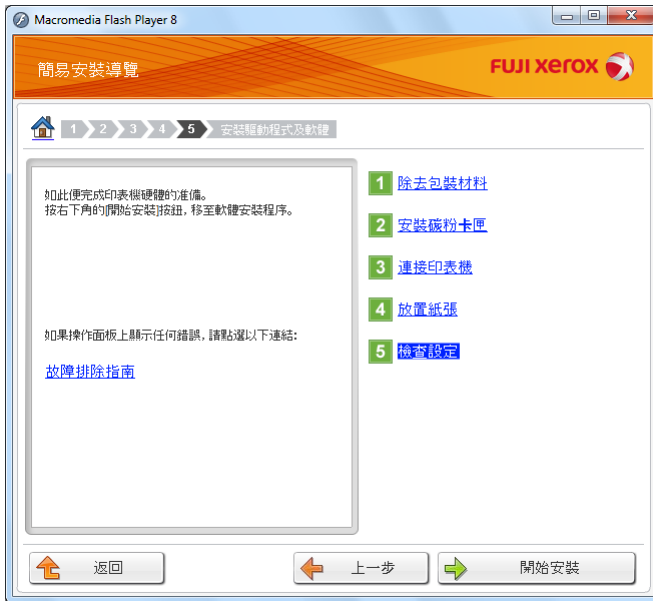 Macromedia Flash Player 8
簡易安裝導覽
FUJI xerox
1 2 3 4 5 安裝驅動程式及軟體
如此便完成印表機硬體的准備。
按右下角的[開始安裝]按鈕, 移至軟體安裝程序。
如果操作面板上顯示任何錯誤, 請點選以下連結:
故障排除指南
1 除去包裝材料
2 安裝碳粉卡匣
3 連接印表機
4 放置紙張
5 檢查設定
返回
上一步
開始安裝